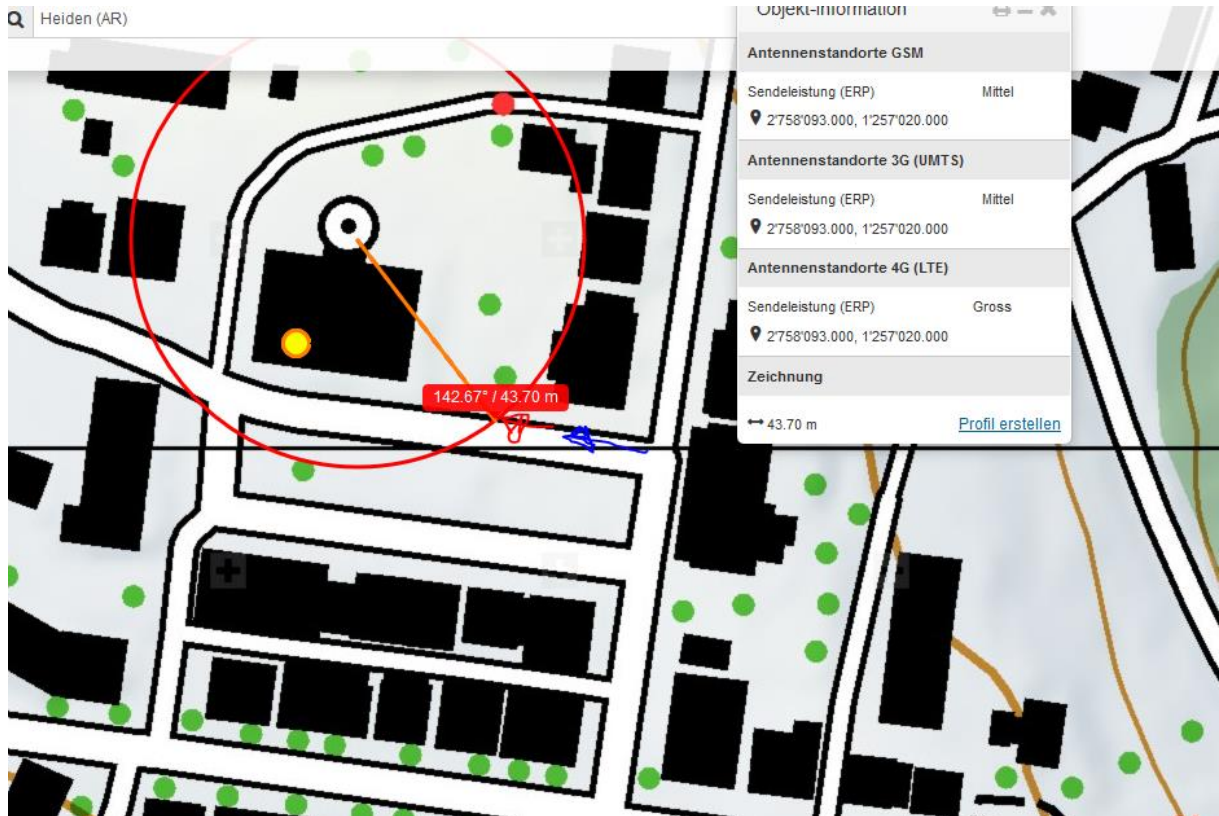 Heiden (AR)
Objekt-Information
Antennenstandorte GSM
Sendeleistung (ERP) Mittel
2'758'093.000, 1'257'020.000
Antennenstandorte 3G (UMTS)
Sendeleistung (ERP) Mittel
2'758'093.000, 1'257'020.000
Antennenstandorte 4G (LTE)
Sendeleistung (ERP) Gross
2'758'093.000, 1'257'020.000
Zeichnung
43.70 m Profil erstellen
142.67° / 43.70 m